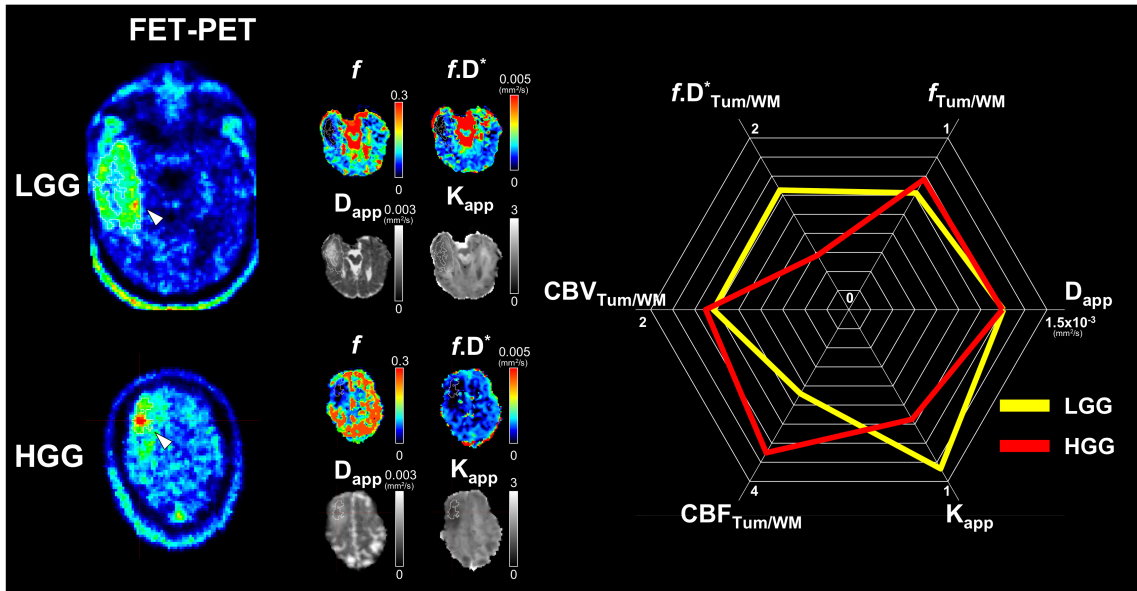 FET-PET
LGG
f
0.3
0
f.D*
0.005
(mm²/s)
0
Dapp
0.003
(mm²/s)
0
Kapp
3
0
HGG
f
0.3
0
f.D*
0.005
(mm²/s)
0
Dapp
0.003
(mm²/s)
0
Kapp
3
0
f.D*Tum/WM
2
fTum/WM
1
CBVTum/WM
2
0
Dapp
1.5x10⁻³
(mm²/s)
LGG
HGG
4
CBFTum/WM
1
Kapp